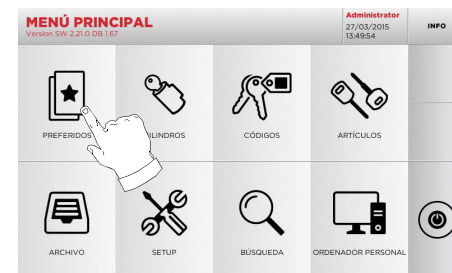 MENÚ PRINCIPAL
Version SW 2.21.0 DB 1.67
Administrator
27/03/2015
13:49:54
INFO
PREFERIDOS
ILINDROS
CÓDIGOS
ARTÍCULOS
ARCHIVO
SETUP
BÚSQUEDA
ORDENADOR PERSONAL